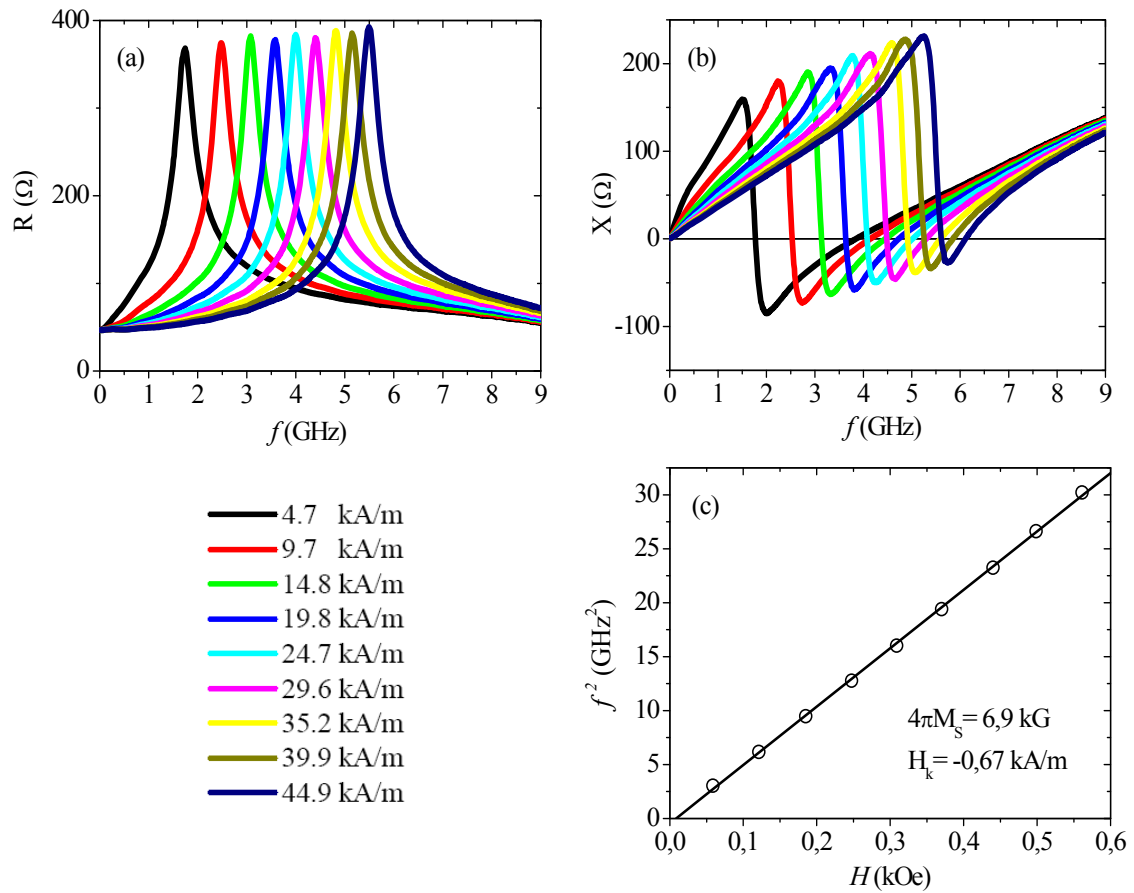 (a)
400
200
0
R (Ω)
0 1 2 3 4 5 6 7 8 9
f (GHz)
(b)
200
100
0
-100
X (Ω)
0 1 2 3 4 5 6 7 8 9
f (GHz)
4.7 kA/m
9.7 kA/m
14.8 kA/m
19.8 kA/m
24.7 kA/m
29.6 kA/m
35.2 kA/m
39.9 kA/m
44.9 kA/m
(c)
30
25
20
15
10
5
0
f² (GHz²)
4πM_S= 6,9 kG
H_k= -0,67 kA/m
0,0 0,1 0,2 0,3 0,4 0,5 0,6
H (kOe)